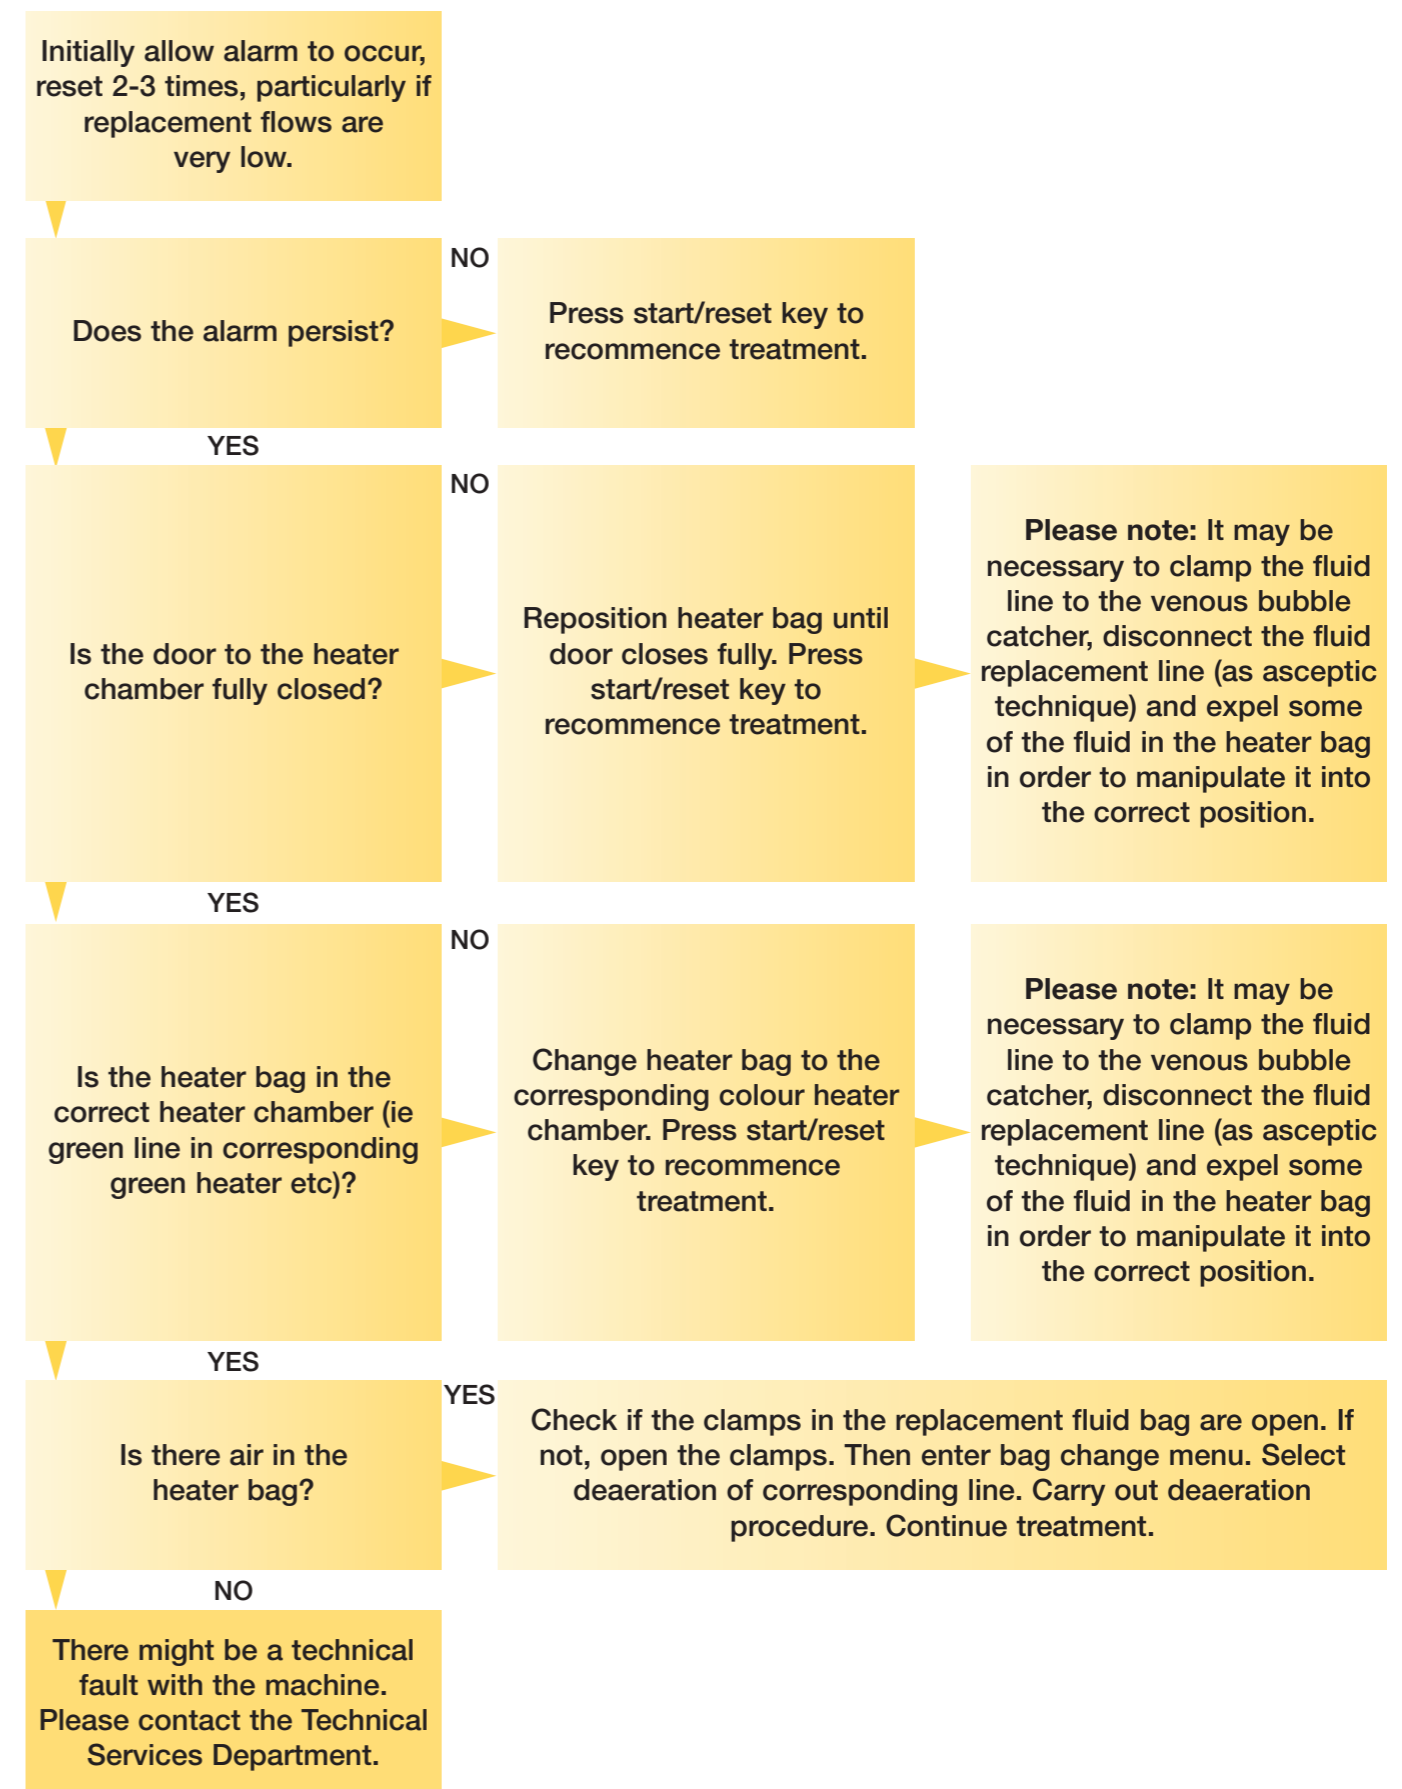 Initially allow alarm to occur,
reset 2-3 times, particularly if
replacement flows are
very low.
Does the alarm persist?
NO
Press start/reset key to
recommence treatment.
YES
Is the door to the heater
chamber fully closed?
NO
Reposition heater bag until
door closes fully. Press
start/reset key to
recommence treatment.
Please note: It may be
necessary to clamp the fluid
line to the venous bubble
catcher, disconnect the fluid
replacement line (as asceptic
technique) and expel some
of the fluid in the heater bag
in order to manipulate it into
the correct position.
YES
Is the heater bag in the
correct heater chamber (ie
green line in corresponding
green heater etc)?
NO
Change heater bag to the
corresponding colour heater
chamber. Press start/reset
key to recommence
treatment.
Please note: It may be
necessary to clamp the fluid
line to the venous bubble
catcher, disconnect the fluid
replacement line (as asceptic
technique) and expel some
of the fluid in the heater bag
in order to manipulate it into
the correct position.
YES
Is there air in the
heater bag?
YES
Check if the clamps in the replacement fluid bag are open. If
not, open the clamps. Then enter bag change menu. Select
deaeration of corresponding line. Carry out deaeration
procedure. Continue treatment.
NO
There might be a technical
fault with the machine.
Please contact the Technical
Services Department.